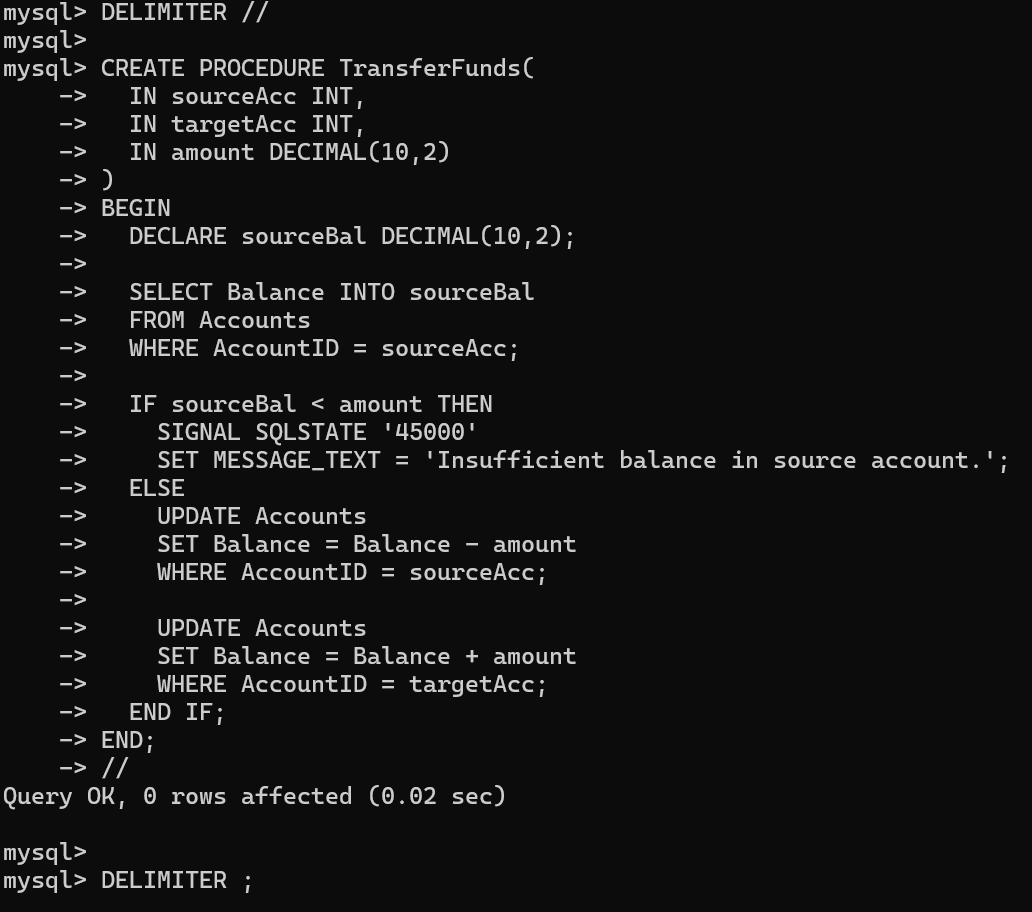 mysql> DELIMITER //
mysql>
mysql> CREATE PROCEDURE TransferFunds(
    ->   IN sourceAcc INT,
    ->   IN targetAcc INT,
    ->   IN amount DECIMAL(10,2)
    -> )
    -> BEGIN
    ->   DECLARE sourceBal DECIMAL(10,2);
    ->
    ->   SELECT Balance INTO sourceBal
    ->   FROM Accounts
    ->   WHERE AccountID = sourceAcc;
    ->
    ->   IF sourceBal < amount THEN
    ->     SIGNAL SQLSTATE '45000'
    ->     SET MESSAGE_TEXT = 'Insufficient balance in source account.';
    ->   ELSE
    ->     UPDATE Accounts
    ->     SET Balance = Balance - amount
    ->     WHERE AccountID = sourceAcc;
    ->
    ->     UPDATE Accounts
    ->     SET Balance = Balance + amount
    ->     WHERE AccountID = targetAcc;
    ->   END IF;
    -> END;
    -> //
Query OK, 0 rows affected (0.02 sec)

mysql>
mysql> DELIMITER ;